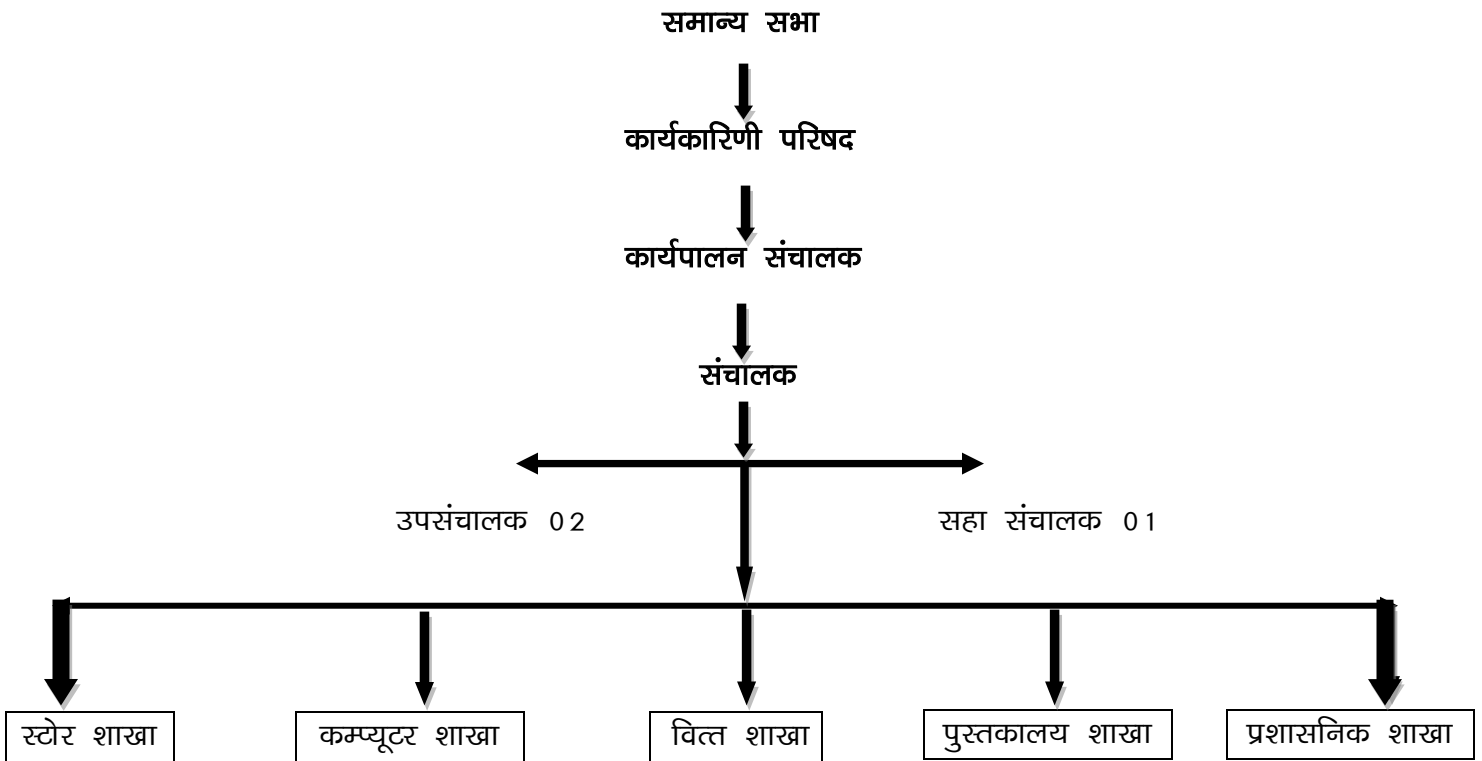 समान्य सभा
कार्यकारिणी परिषद
कार्यपालन संचालक
संचालक
उपसंचालक 02
सहा संचालक 01
स्टोर शाखा
कम्प्यूटर शाखा
वित्त शाखा
पुस्तकालय शाखा
प्रशासनिक शाखा